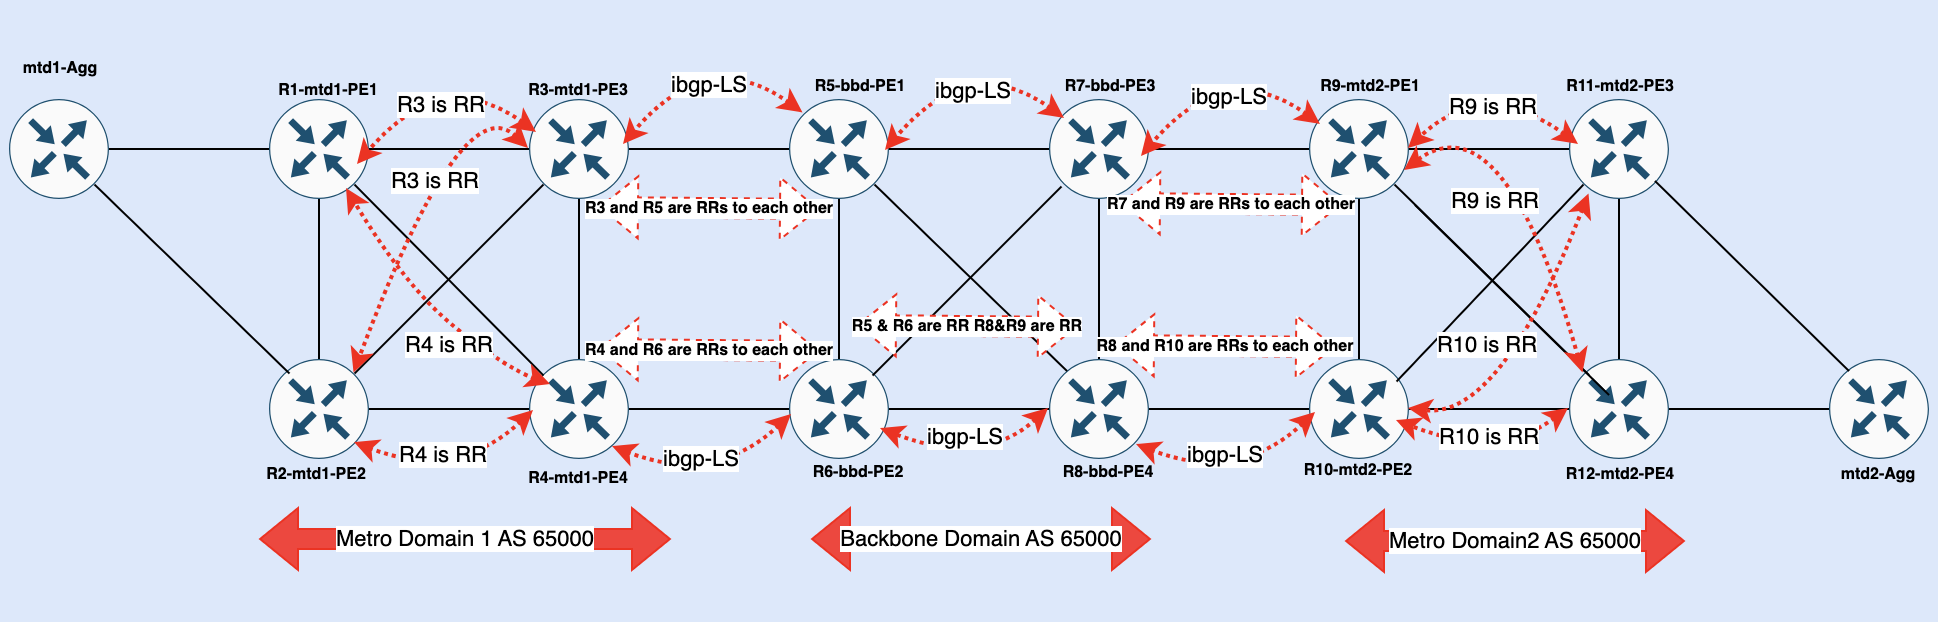 mtd1-Agg
R1-mtd1-PE1
R3 is RR
R3-mtd1-PE3
ibgp-LS
R5-bbd-PE1
ibgp-LS
R7-bbd-PE3
ibgp-LS
R9-mtd2-PE1
R9 is RR
R11-mtd2-PE3
R3 is RR
R3 and R5 are RRs to each other
R7 and R9 are RRs to each other
R9 is RR
R4 is RR
R4 and R6 are RRs to each other
R5 & R6 are RR R8&R9 are RR
R8 and R10 are RRs to each other
R10 is RR
R2-mtd1-PE2
R4 is RR
R4-mtd1-PE4
ibgp-LS
R6-bbd-PE2
ibgp-LS
R8-bbd-PE4
ibgp-LS
R10-mtd2-PE2
R10 is RR
R12-mtd2-PE4
mtd2-Agg
Metro Domain 1 AS 65000
Backbone Domain AS 65000
Metro Domain2 AS 65000